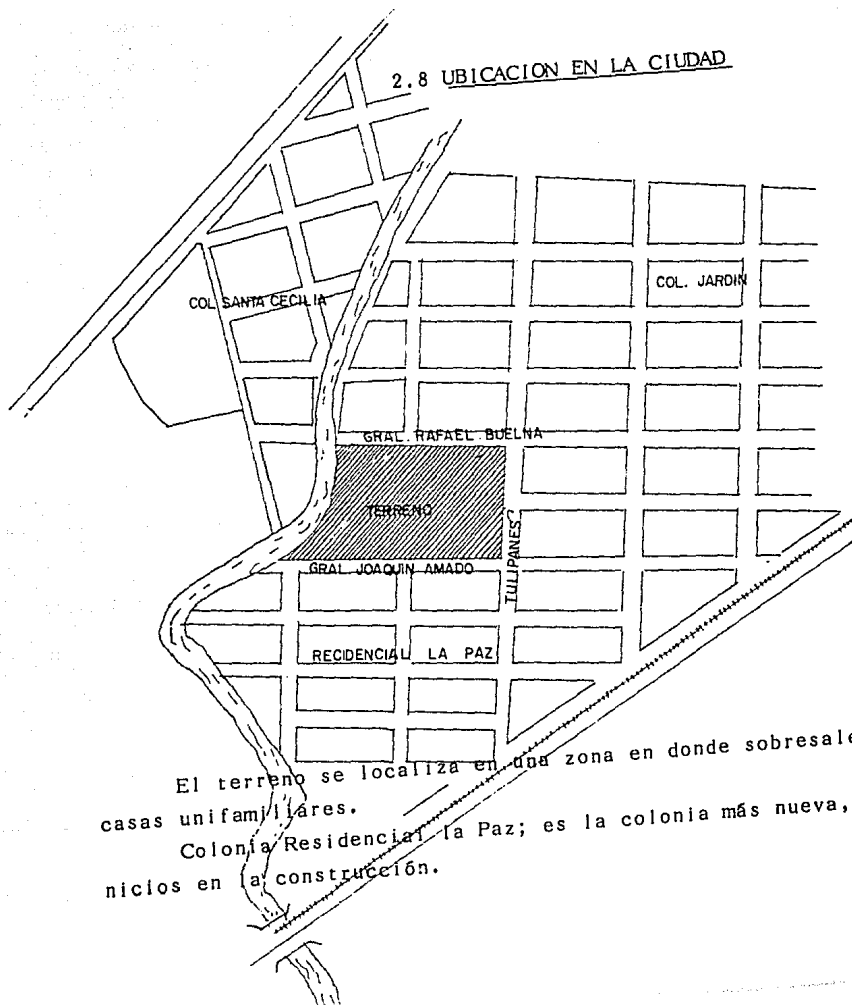 2.8 UBICACION EN LA CIUDAD
COL. JARDIN
COL SANTA CECILIA
GRAL. RAFAEL BUELNA
TERRENO
TULIPANES
GRAL. JOAQUIN AMADO
RECIDENCIAL LA PAZ
El terreno se localiza en una zona en donde sobresale
casas unifamiliares.
Colonia Residencial la Paz; es la colonia más nueva,
nicios en la construcción.